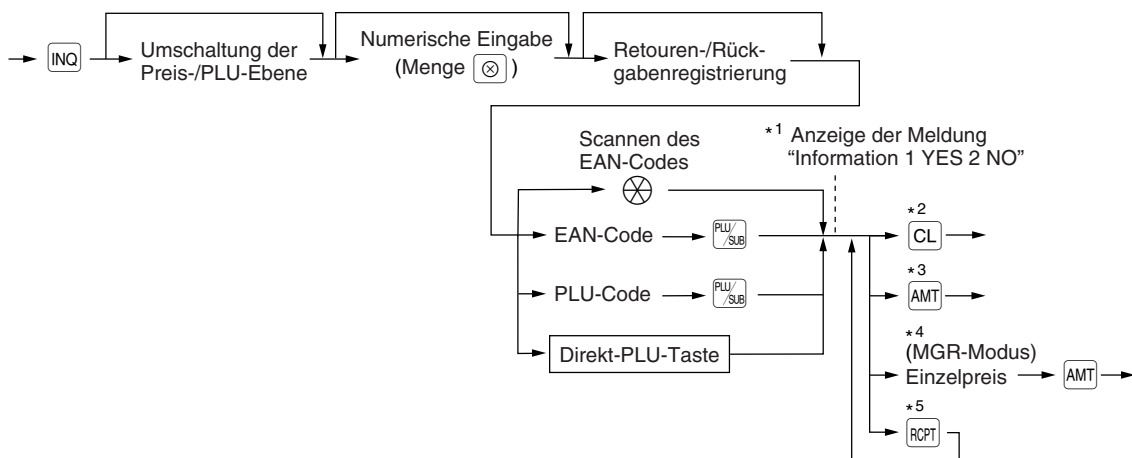 INQ
Umschaltung der
Preis-/PLU-Ebene
Numerische Eingabe
(Menge ⊗ )
Retouren-/Rück-
gabenregistrierung
Scannen des
EAN-Codes
*1 Anzeige der Meldung
“Information 1 YES 2 NO”
EAN-Code
PLU/
/SUB
*2
CL
PLU-Code
PLU/
/SUB
*3
AMT
Direkt-PLU-Taste
*4
(MGR-Modus)
Einzelpreis
AMT
*5
RCPT